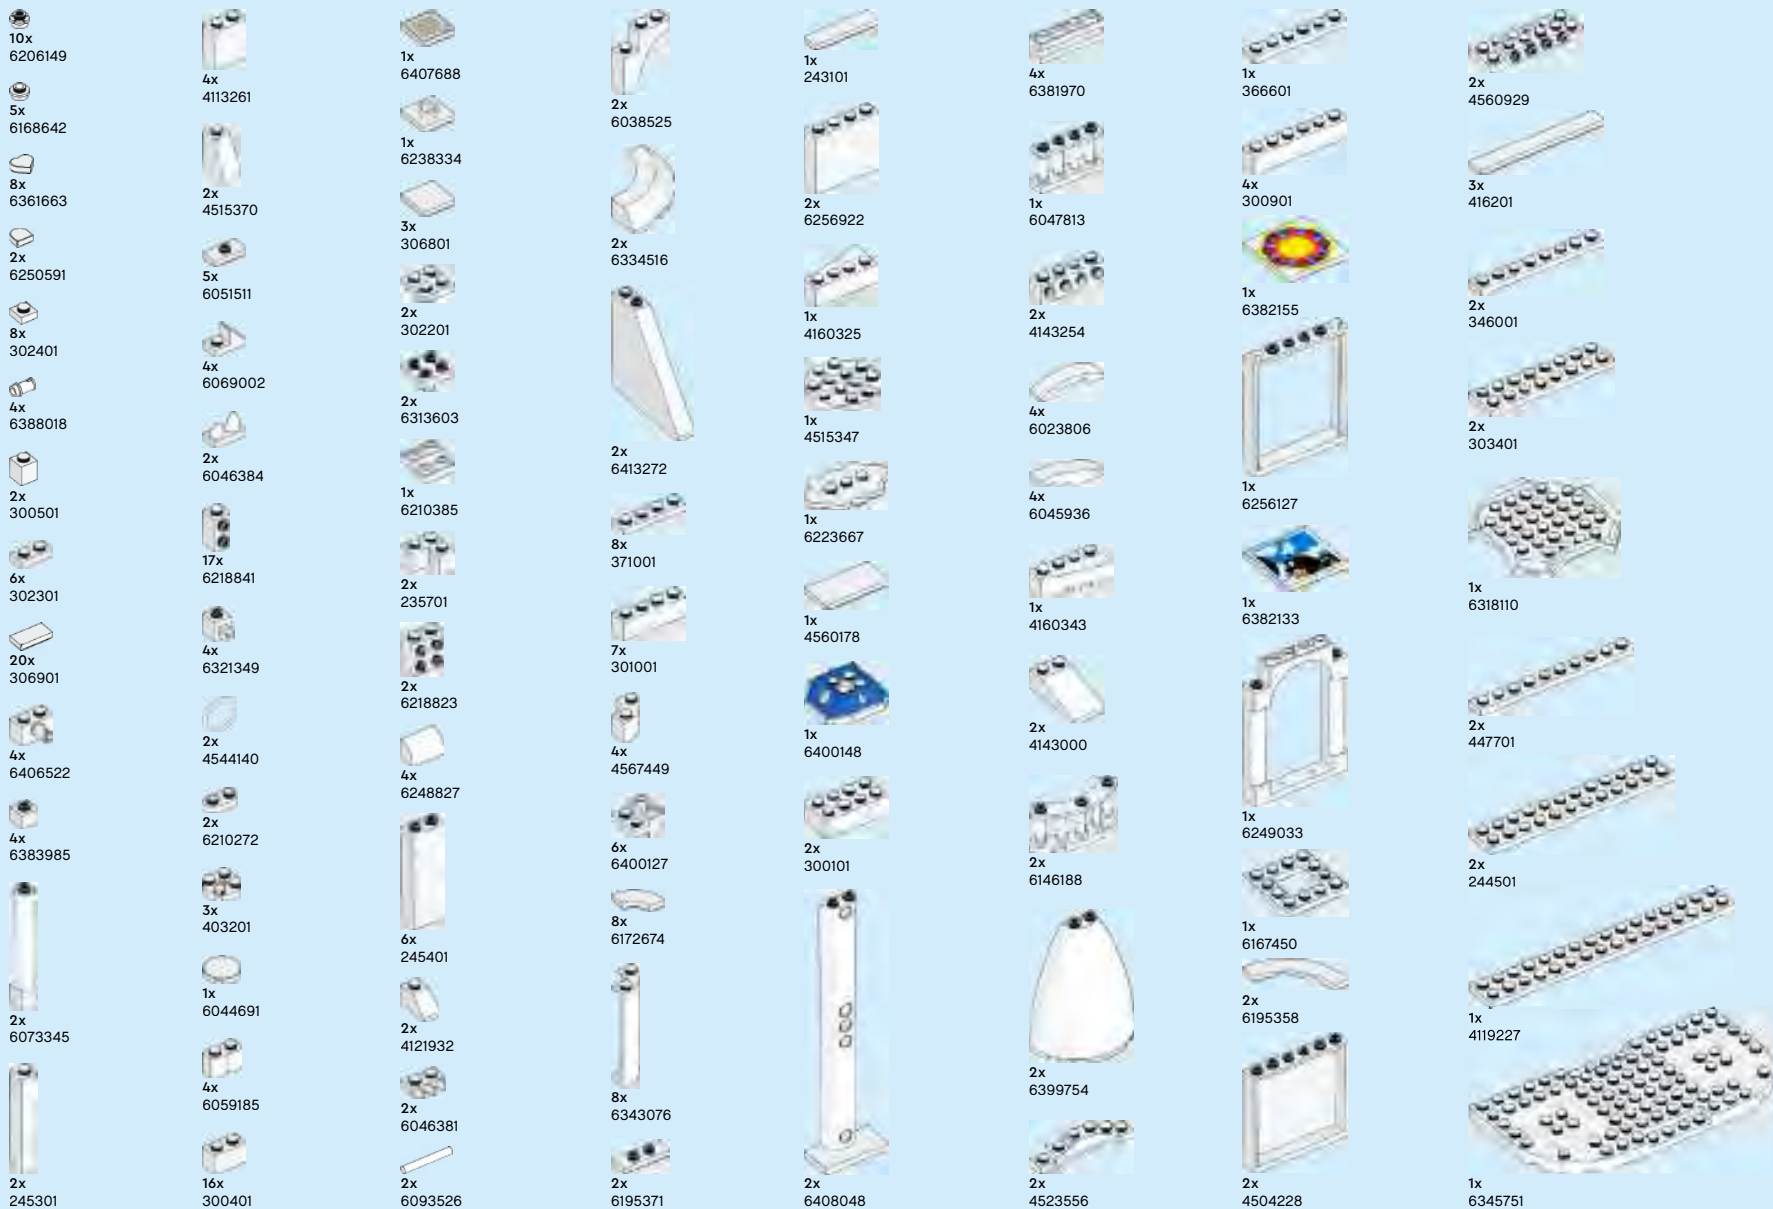 10x
6206149
5x
6168642
8x
6361663
2x
6250591
8x
302401
4x
6388018
2x
300501
6x
302301
20x
306901
4x
6406522
4x
6383985
2x
6073345
2x
245301
4x
4113261
2x
4515370
5x
6051511
4x
6069002
2x
6046384
17x
6218841
4x
6321349
2x
4544140
2x
6210272
3x
403201
1x
6044691
4x
6059185
16x
300401
1x
6407688
1x
6238334
3x
306801
2x
302201
2x
6313603
1x
6210385
2x
235701
2x
6218823
4x
6248827
6x
245401
2x
4121932
2x
6046381
2x
6093526
2x
6038525
2x
6334516
2x
6413272
8x
371001
7x
301001
4x
4567449
6x
6400127
8x
6172674
8x
6343076
2x
6195371
1x
243101
2x
6256922
1x
4160325
1x
4515347
1x
6223667
1x
4560178
1x
6400148
2x
300101
2x
6408048
4x
6381970
1x
6047813
2x
4143254
4x
6023806
4x
6045936
1x
4160343
2x
4143000
2x
6146188
2x
6399754
2x
4523556
1x
366601
4x
300901
1x
6382155
1x
6256127
1x
6382133
1x
6249033
1x
6167450
2x
6195358
2x
4504228
2x
4560929
3x
416201
2x
346001
2x
303401
1x
6318110
2x
447701
2x
244501
1x
4119227
1x
6345751